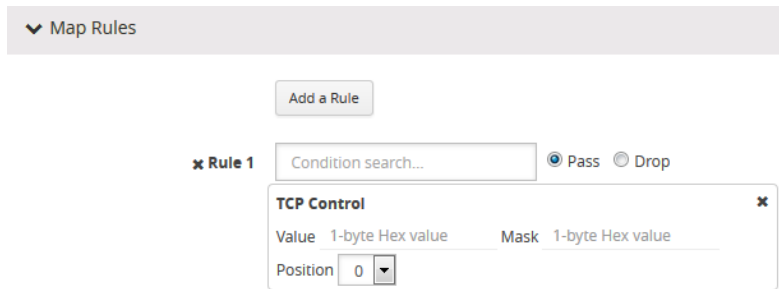 Map Rules
Add a Rule
x Rule 1 Condition search... Pass Drop
TCP Control x
Value 1-byte Hex value Mask 1-byte Hex value
Position 0